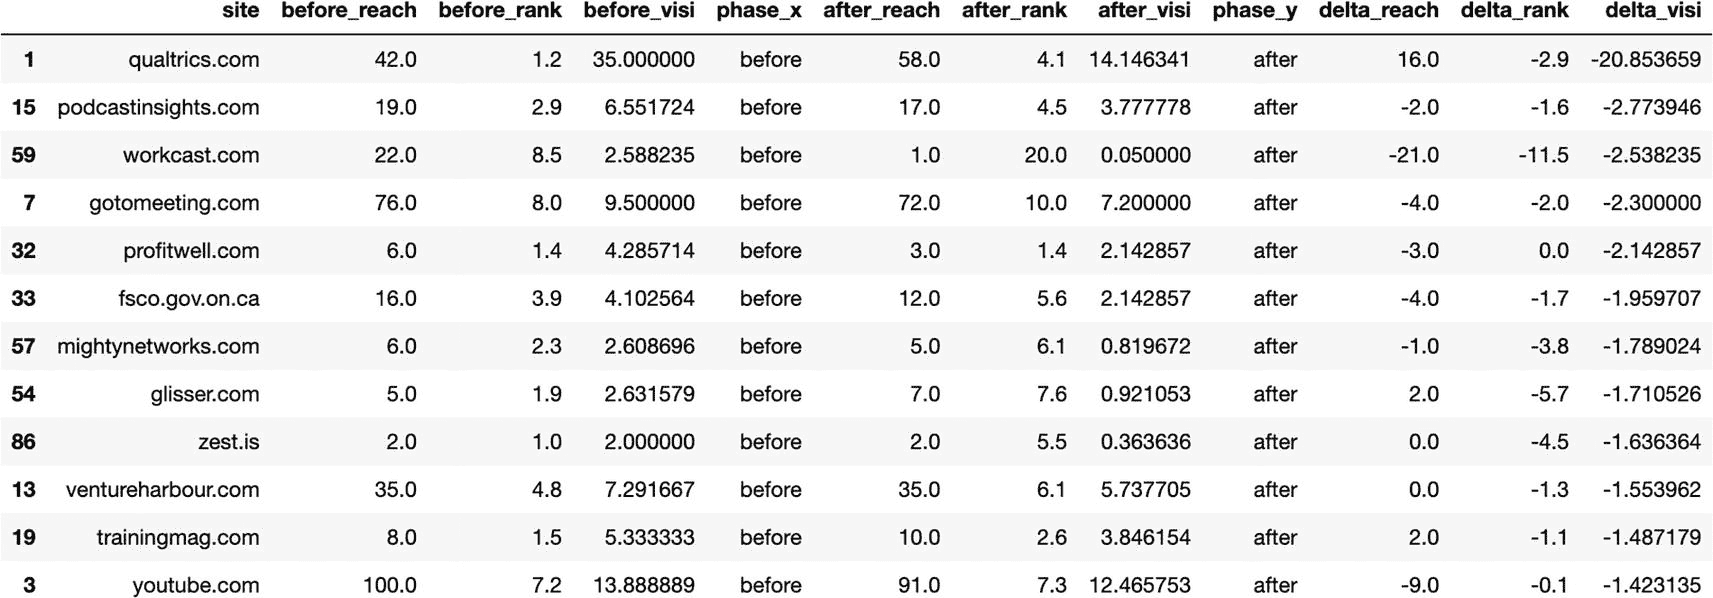 site before_reach before_rank before_visi phase_x after_reach after_rank after_visi phase_y delta_reach delta_rank delta_visi
1 qualtrics.com 42.0 1.2 35.000000 before 58.0 4.1 14.146341 after 16.0 -2.9 -20.853659
15 podcastinsights.com 19.0 2.9 6.551724 before 17.0 4.5 3.777778 after -2.0 -1.6 -2.773946
59 workcast.com 22.0 8.5 2.588235 before 1.0 20.0 0.050000 after -21.0 -11.5 -2.538235
7 gotomeeting.com 76.0 8.0 9.500000 before 72.0 10.0 7.200000 after -4.0 -2.0 -2.300000
32 profitwell.com 6.0 1.4 4.285714 before 3.0 1.4 2.142857 after -3.0 0.0 -2.142857
33 fsco.gov.on.ca 16.0 3.9 4.102564 before 12.0 5.6 2.142857 after -4.0 -1.7 -1.959707
57 mightynetworks.com 6.0 2.3 2.608696 before 5.0 6.1 0.819672 after -1.0 -3.8 -1.789024
54 glisser.com 5.0 1.9 2.631579 before 7.0 7.6 0.921053 after 2.0 -5.7 -1.710526
86 zest.is 2.0 1.0 2.000000 before 2.0 5.5 0.363636 after 0.0 -4.5 -1.636364
13 ventureharbour.com 35.0 4.8 7.291667 before 35.0 6.1 5.737705 after 0.0 -1.3 -1.553962
19 trainingmag.com 8.0 1.5 5.333333 before 10.0 2.6 3.846154 after 2.0 -1.1 -1.487179
3 youtube.com 100.0 7.2 13.888889 before 91.0 7.3 12.465753 after -9.0 -0.1 -1.423135